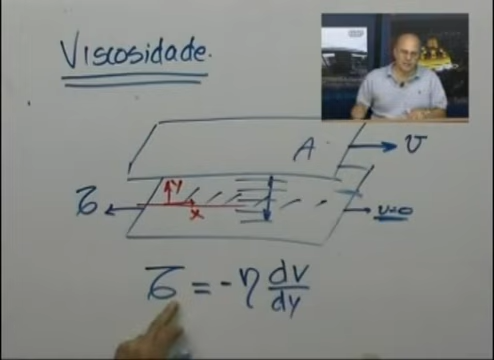 Viscosidade.
A
v
y
x
τ
v=0
τ = -η dv/dy